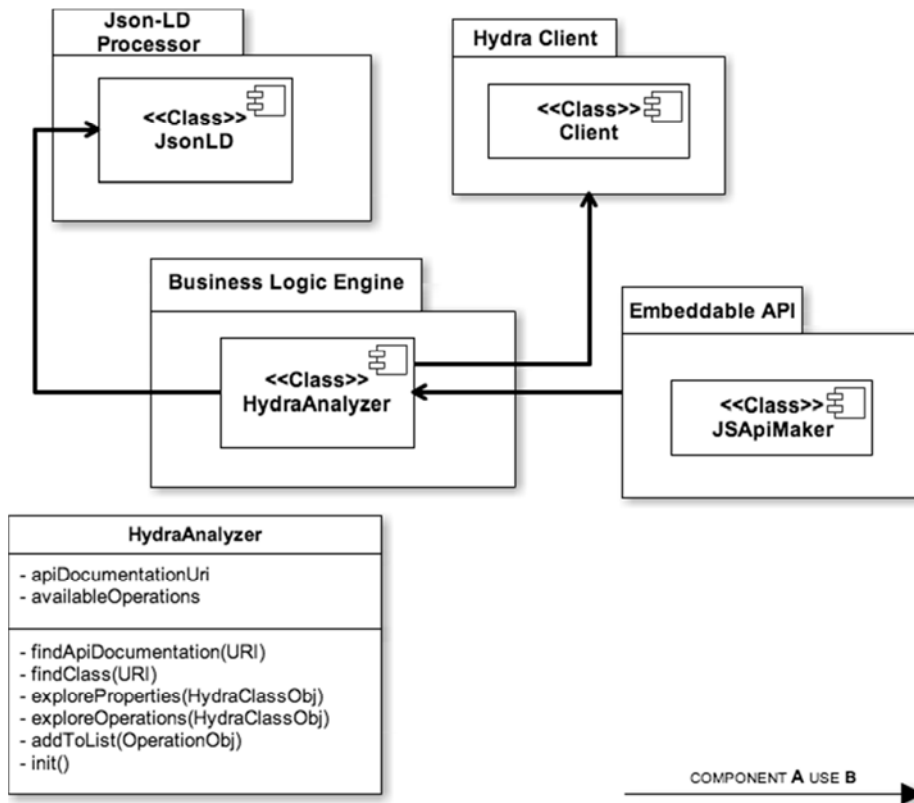 Json-LD
Processor
<<Class>>
JsonLD
Hydra Client
<<Class>>
Client
Business Logic Engine
<<Class>>
HydraAnalyzer
Embeddable API
<<Class>>
JSApiMaker
HydraAnalyzer
- apiDocumentationUri
- availableOperations
- findApiDocumentation(URI)
- findClass(URI)
- exploreProperties(HydraClassObj)
- exploreOperations(HydraClassObj)
- addToList(OperationObj)
- init()
COMPONENT A USE B